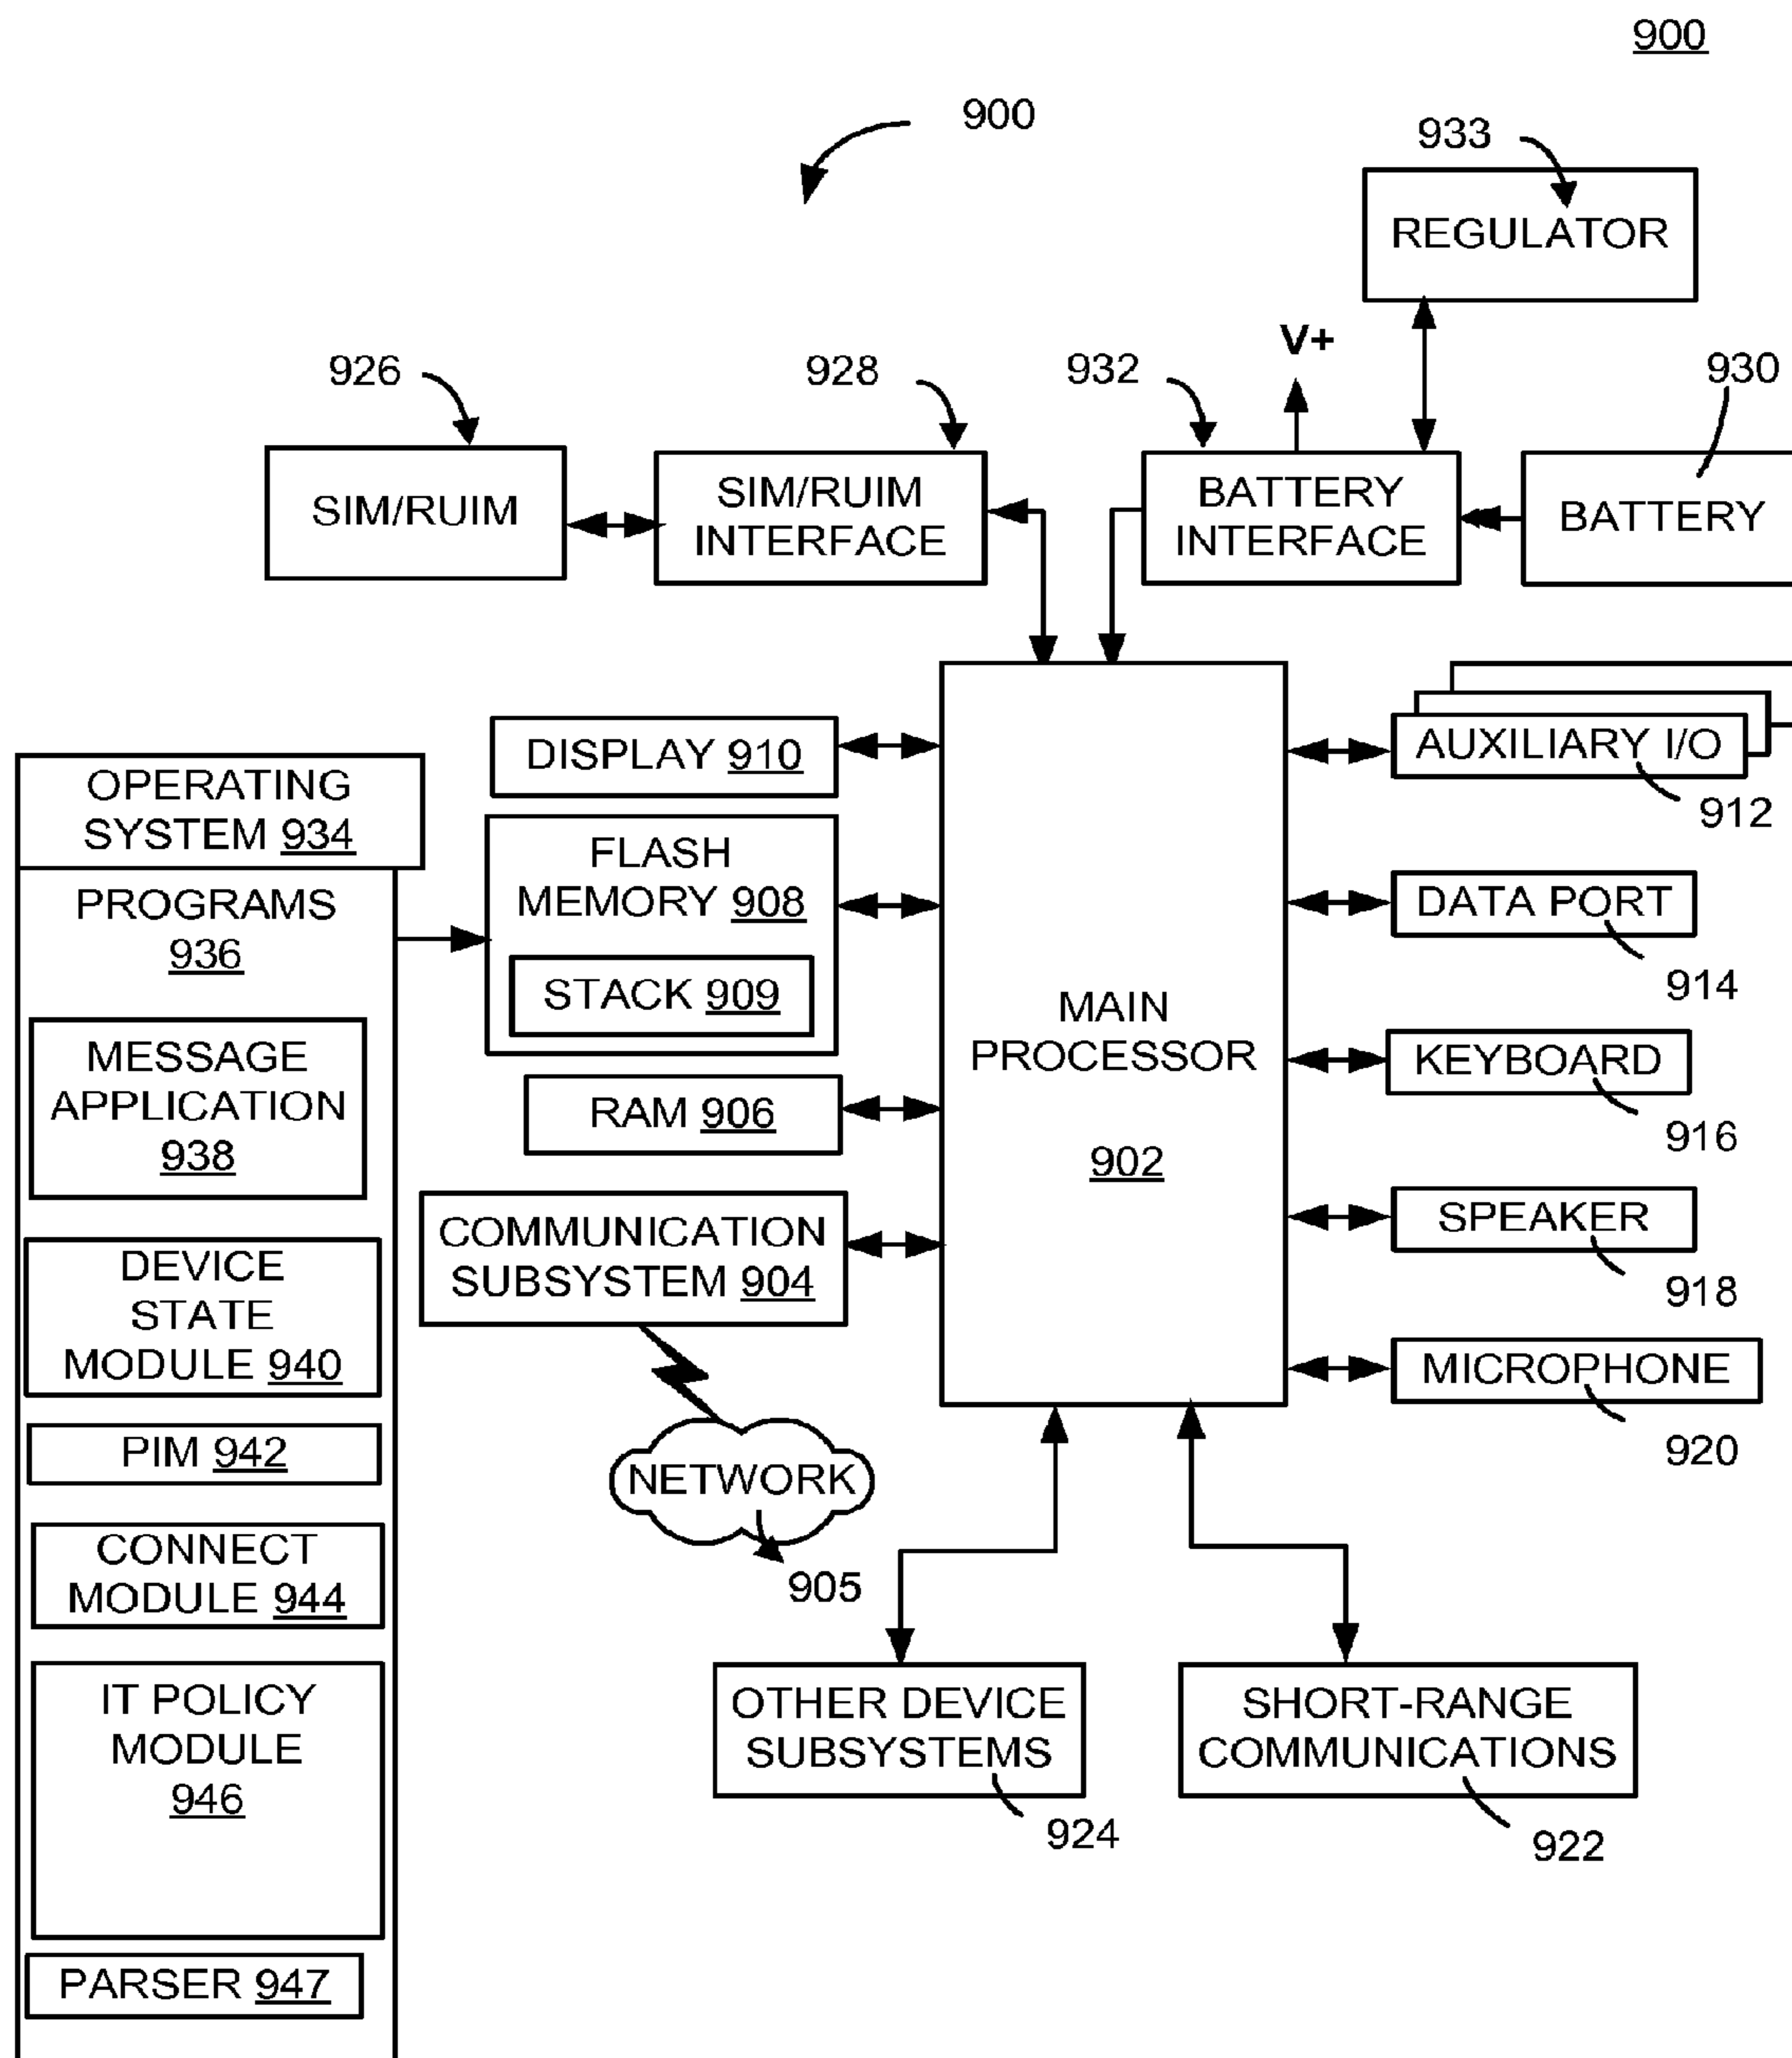 900
900
933
REGULATOR
V+
926
928
932
930
SIM/RUIM
SIM/RUIM
INTERFACE
BATTERY
INTERFACE
BATTERY
DISPLAY 910
AUXILIARY I/O
912
OPERATING
SYSTEM 934
FLASH
MEMORY 908
STACK 909
DATA PORT
914
PROGRAMS
936
MAIN
PROCESSOR
902
KEYBOARD
916
MESSAGE
APPLICATION
938
RAM 906
COMMUNICATION
SUBSYSTEM 904
SPEAKER
918
DEVICE
STATE
MODULE 940
MICROPHONE
920
PIM 942
NETWORK
905
CONNECT
MODULE 944
IT POLICY
MODULE
946
OTHER DEVICE
SUBSYSTEMS
924
SHORT-RANGE
COMMUNICATIONS
922
PARSER 947